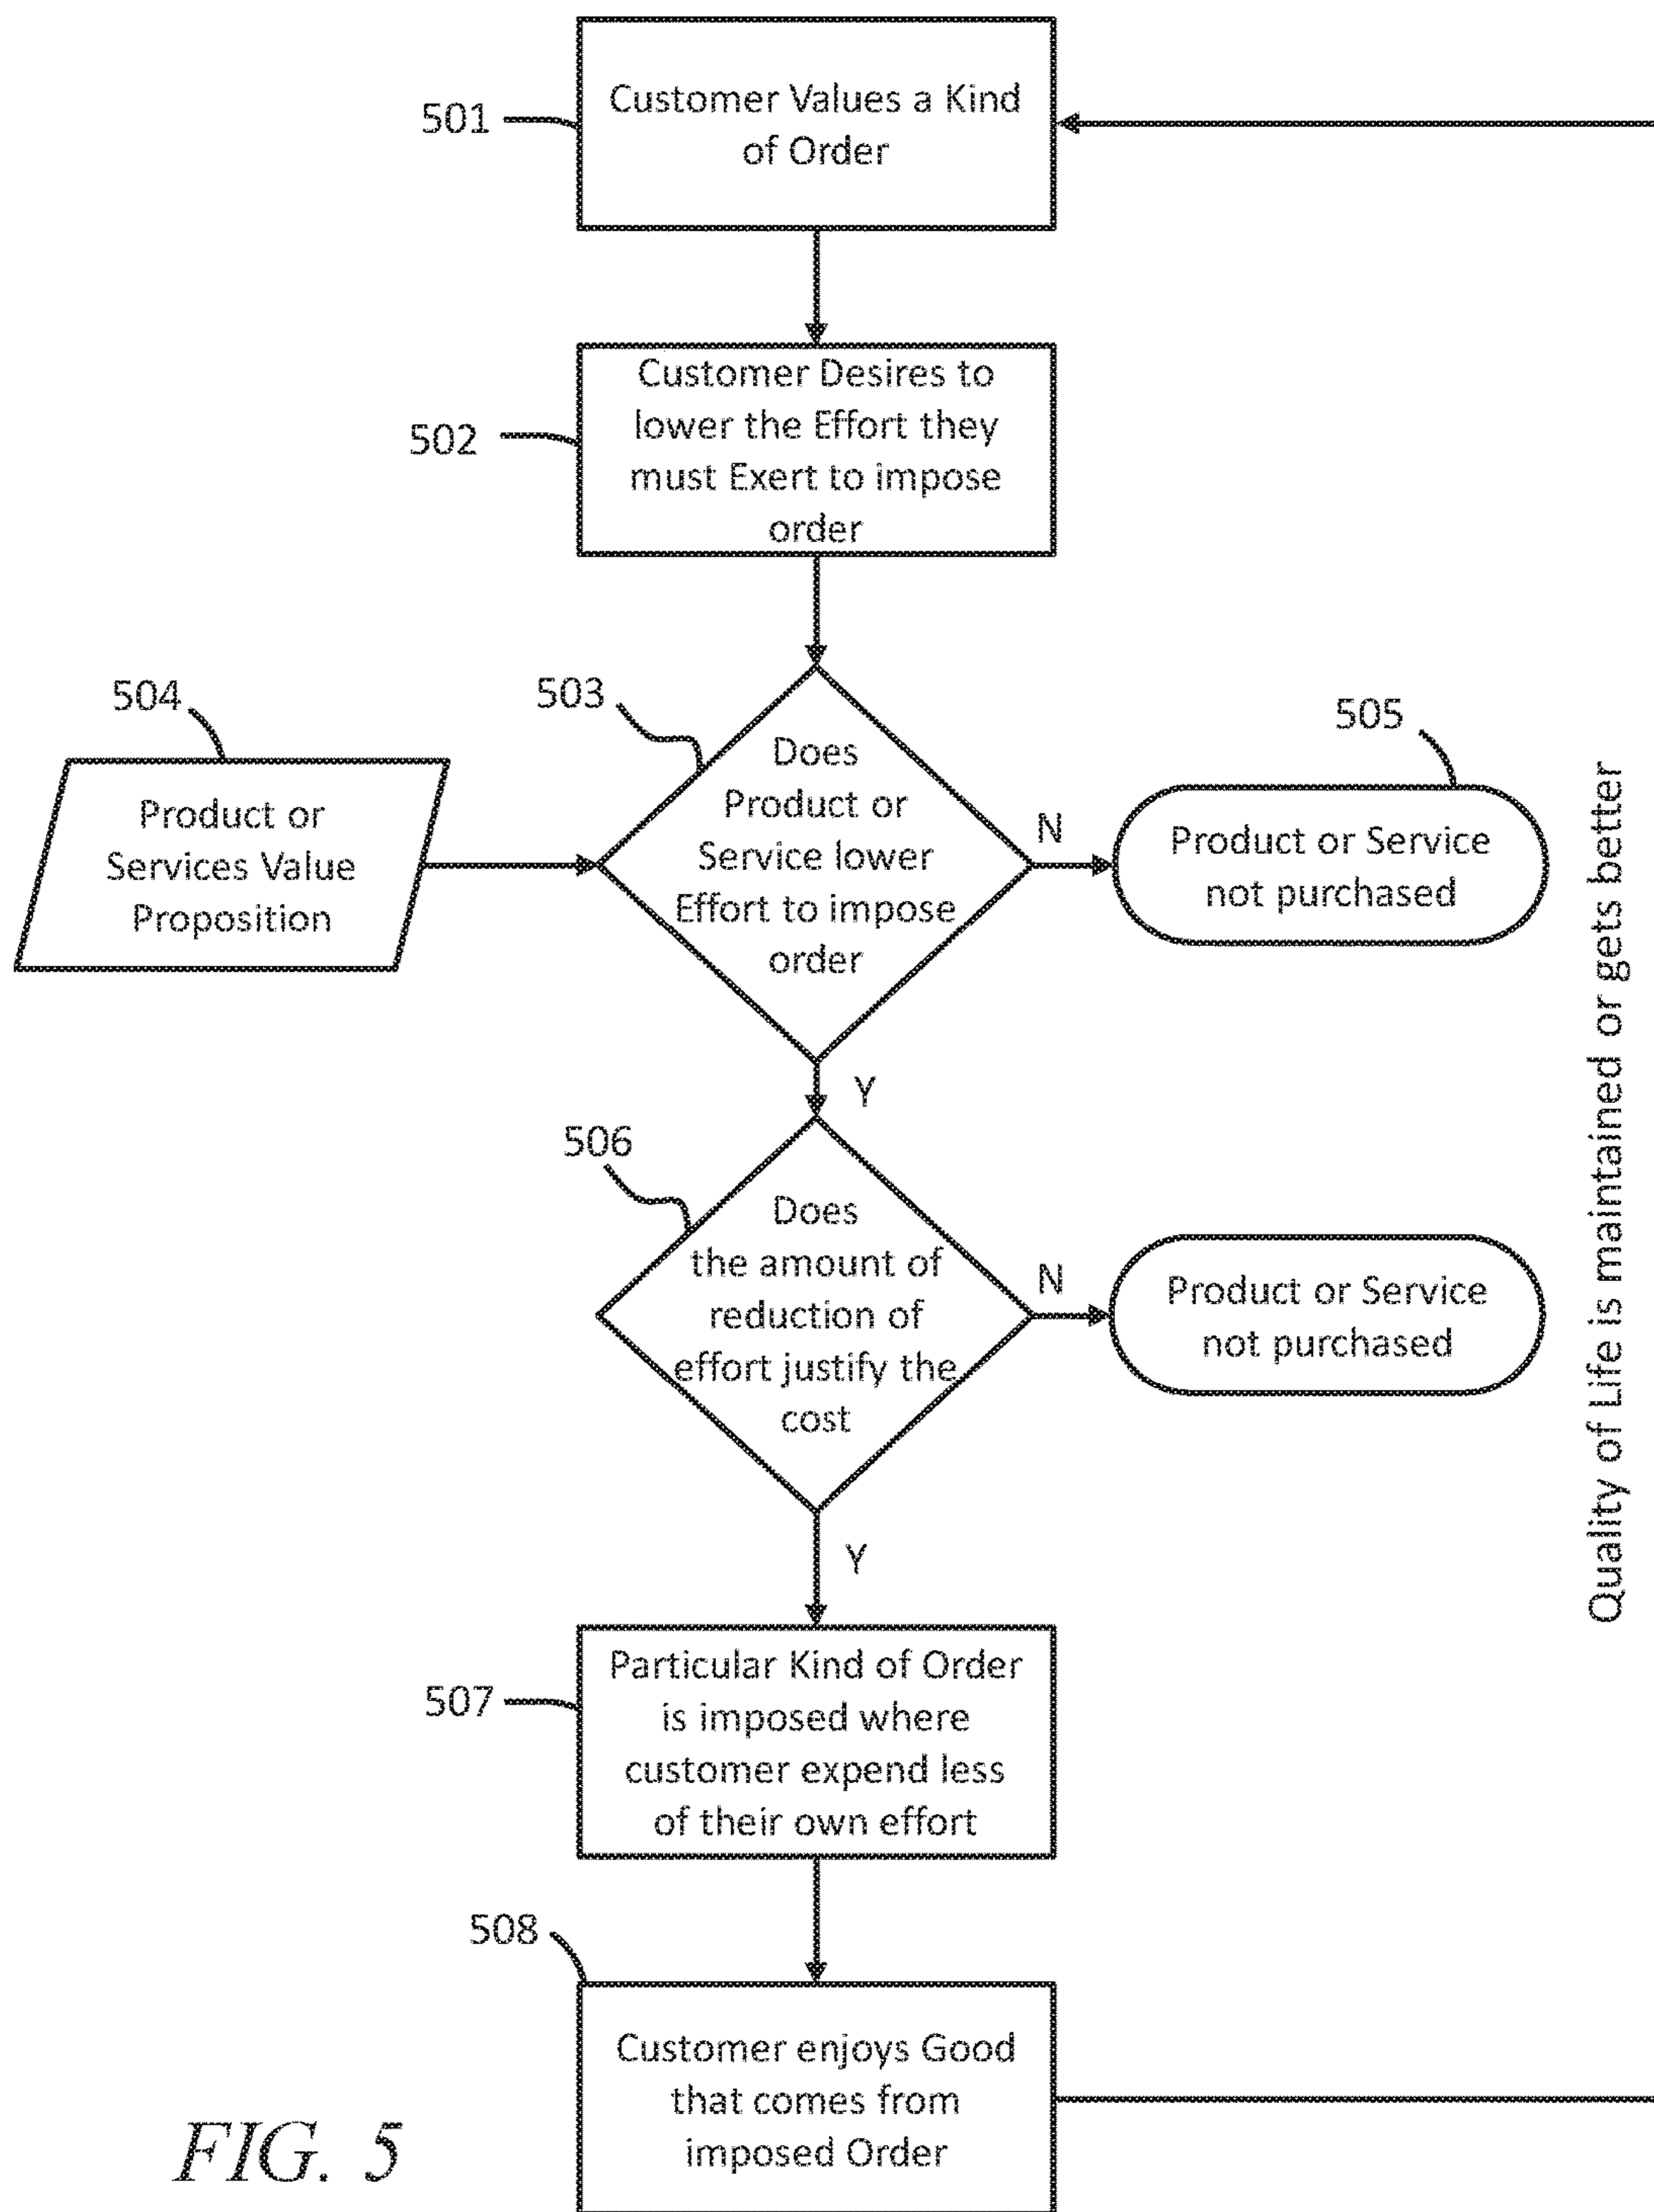 501
Customer Values a Kind
of Order
502
Customer Desires to
lower the Effort they
must Exert to impose
order
504
Product or
Services Value
Proposition
503
Does
Product or
Service lower
Effort to impose
order
N
505
Product or Service
not purchased
Y
506
Does
the amount of
reduction of
effort justify the
cost
N
Product or Service
not purchased
Y
Quality of Life is maintained or gets better
507
Particular Kind of Order
is imposed where
customer expend less
of their own effort
508
Customer enjoys Good
that comes from
imposed Order
FIG. 5